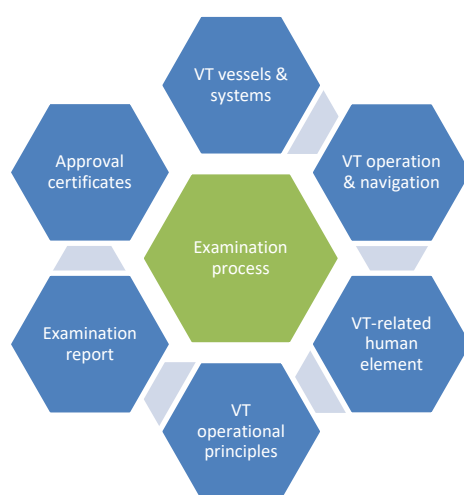 VT vessels &
systems
Approval
certificates
VT operation
& navigation
Examination
process
Examination
report
VT-related
human
element
VT
operational
principles